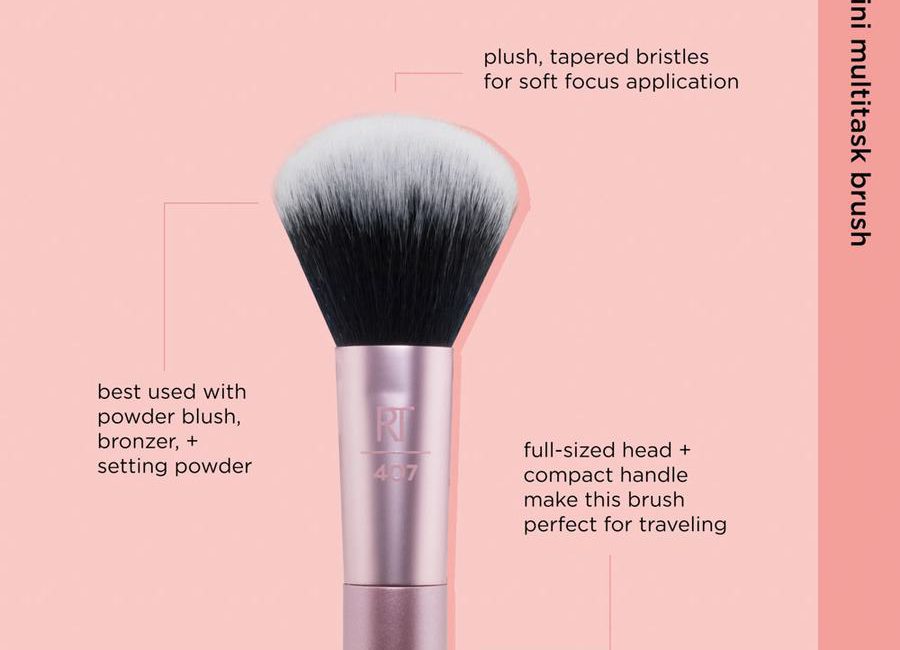 plush, tapered bristles
for soft focus application
best used with
powder blush,
bronzer, +
setting powder
RT
407
full-sized head +
compact handle
make this brush
perfect for traveling
ini multitask brush